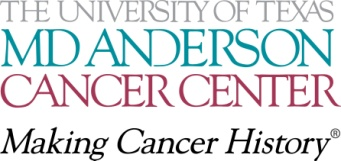 THE UNIVERSITY OF TEXAS
MD ANDERSON
CANCER CENTER
Making Cancer History®